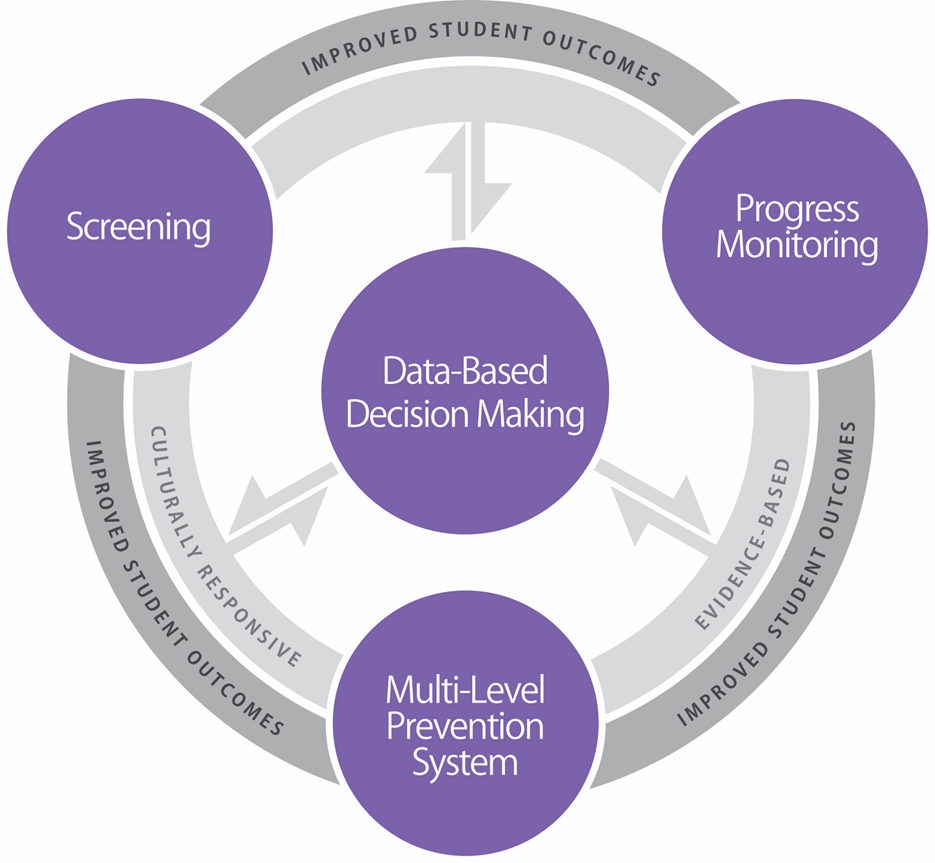 IMPROVED STUDENT OUTCOMES
Screening
Progress
Monitoring
Data-Based
Decision Making
IMPROVED STUDENT OUTCOMES
CULTURALLY RESPONSIVE
EVIDENCE-BASED
IMPROVED STUDENT OUTCOMES
Multi-Level
Prevention
System